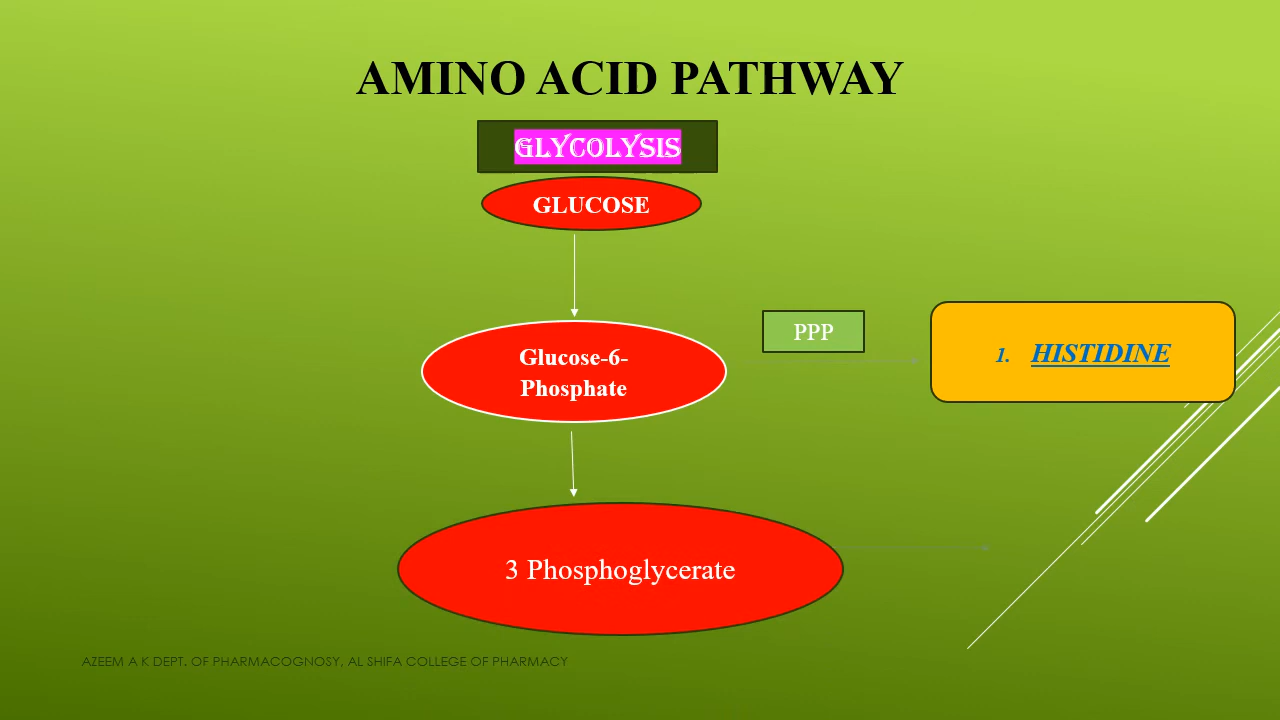 AMINO ACID PATHWAY
GLYCOLYSIS
GLUCOSE
Glucose-6-
Phosphate
PPP
1. HISTIDINE
3 Phosphoglycerate
AZEEM A K DEPT. OF PHARMACOGNOSY, AL SHIFA COLLEGE OF PHARMACY